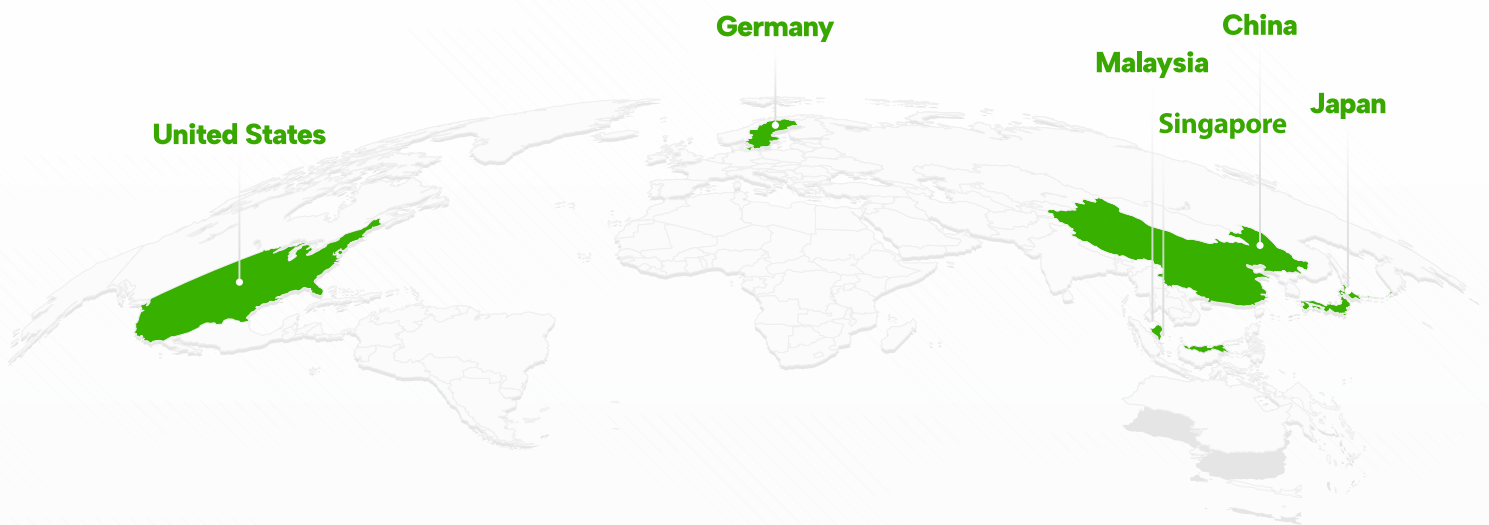 Germany
China
Malaysia
Japan
Singapore
United States